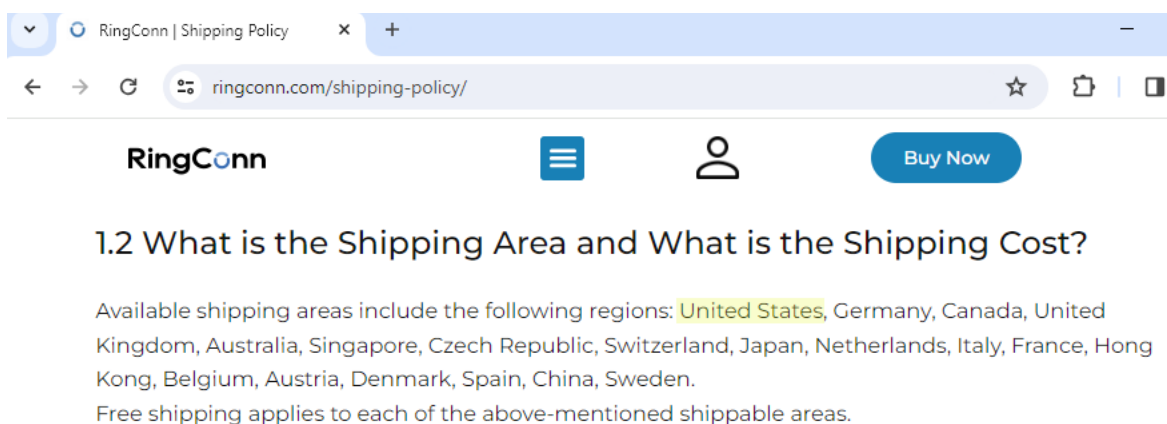 RingConn | Shipping Policy
ringconn.com/shipping-policy/
RingConn
Buy Now
1.2 What is the Shipping Area and What is the Shipping Cost?
Available shipping areas include the following regions: United States, Germany, Canada, United
Kingdom, Australia, Singapore, Czech Republic, Switzerland, Japan, Netherlands, Italy, France, Hong
Kong, Belgium, Austria, Denmark, Spain, China, Sweden.
Free shipping applies to each of the above-mentioned shippable areas.